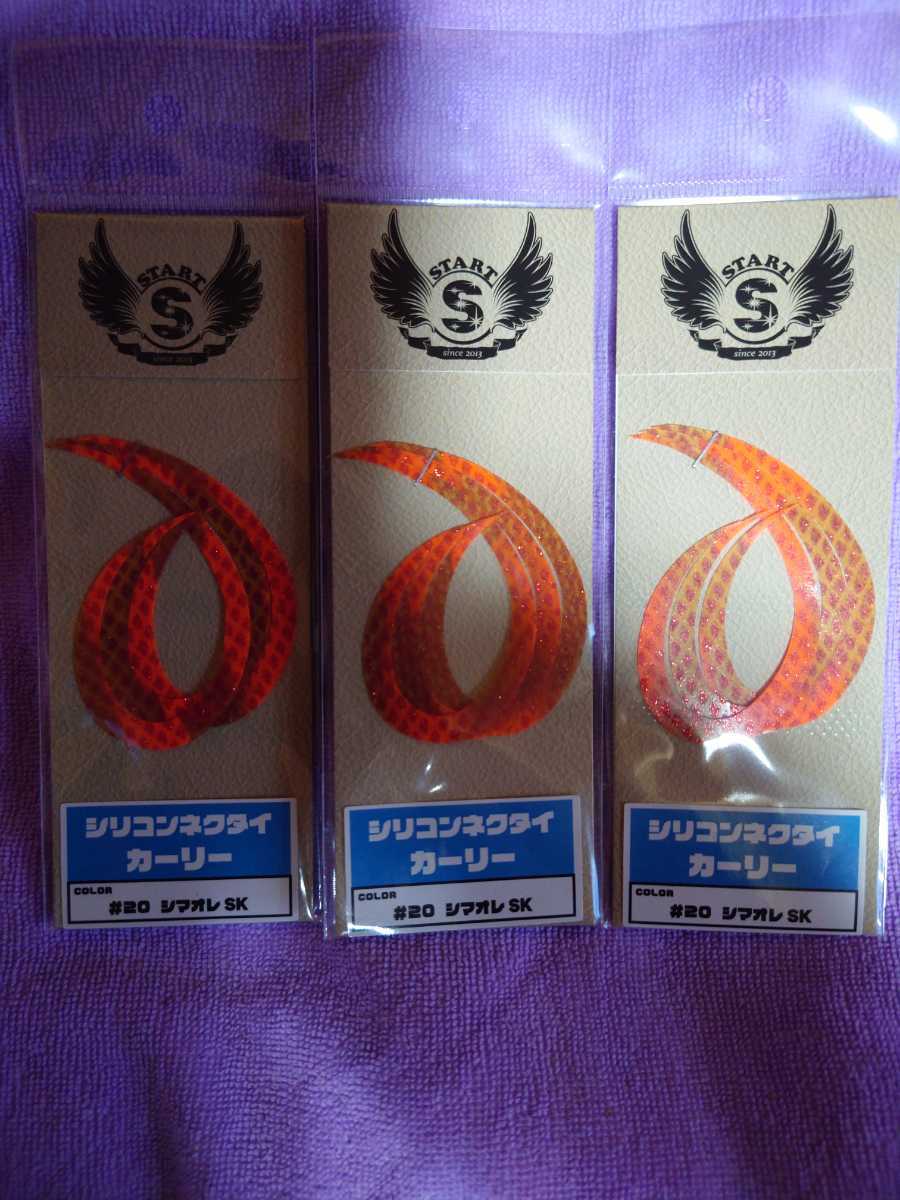 START
S
since 2013
シリコンネクタイ
カーリー
COLOR
#20 シマオレ SK
START
S
since 2013
シリコンネクタイ
カーリー
COLOR
#20 シマオレ SK
START
S
since 2013
シリコンネクタイ
カーリー
COLOR
#20 シマオレ SK